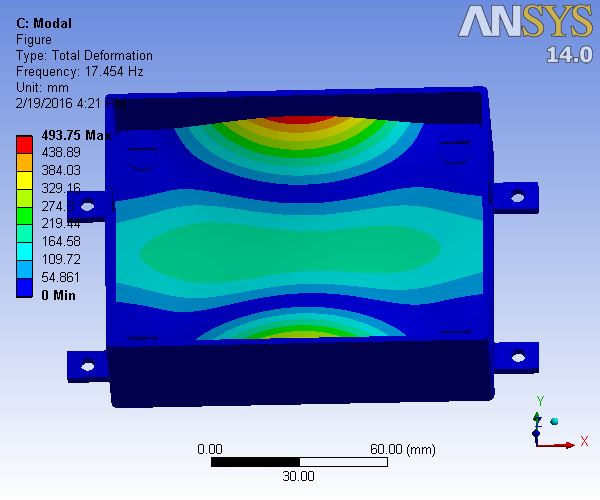 C: Modal
Figure
Type: Total Deformation
Frequency: 17.454 Hz
Unit: mm
2/19/2016 4:21
ANSYS
14.0
493.75 Max
438.89
384.03
329.16
219.44
164.58
109.72
54.861
0 Min
0.00 60.00 (mm)
30.00
Y
X